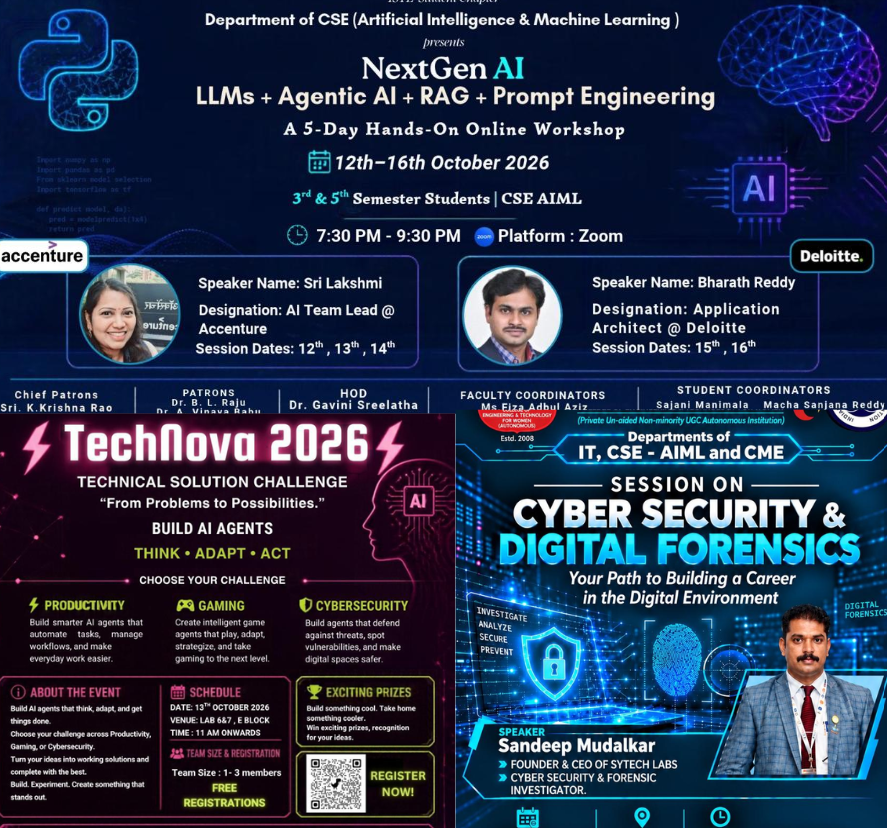 Department of CSE (Artificial Intelligence & Machine Learning )
presents
NextGen AI
LLMs + Agentic AI + RAG + Prompt Engineering
A 5-Day Hands-On Online Workshop
12th–16th October 2026
3rd & 5th Semester Students | CSE AIML
7:30 PM - 9:30 PM
zoom
Platform : Zoom
AI
accenture
Speaker Name: Sri Lakshmi
Designation: AI Team Lead @
Accenture
Session Dates: 12th , 13th , 14th
Deloitte.
Speaker Name: Bharath Reddy
Designation: Application
Architect @ Deloitte
Session Dates: 15th , 16th
Chief Patrons
Sri. K.Krishna Rao
PATRONS
Dr. B. L. Raju
Dr. A. Vinaya Babu
HOD
Dr. Gavini Sreelatha
FACULTY COORDINATORS
Ms Fiza Adhul Aziz
STUDENT COORDINATORS
Sajani Manimala Macha Sanjana Reddy
TechNova 2026
TECHNICAL SOLUTION CHALLENGE
“From Problems to Possibilities.”
BUILD AI AGENTS
THINK • ADAPT • ACT
AI
CHOOSE YOUR CHALLENGE
PRODUCTIVITY
Build smarter AI agents that
automate tasks, manage
workflows, and make
everyday work easier.
GAMING
Create intelligent game
agents that play, adapt,
strategize, and take
gaming to the next level.
CYBERSECURITY
Build agents that defend
against threats, spot
vulnerabilities, and make
digital spaces safer.
ABOUT THE EVENT
Build AI agents that think, adapt, and get
things done.
Choose your challenge across Productivity,
Gaming, or Cybersecurity.
Turn your ideas into working solutions and
complete with the best.
Build. Experiment. Create something that
stands out.
SCHEDULE
DATE: 13TH OCTOBER 2026
VENUE: LAB 6&7 , E BLOCK
TIME : 11 AM ONWARDS
TEAM SIZE & REGISTRATION
Team Size : 1- 3 members
FREE
REGISTRATIONS
EXCITING PRIZES
Build something cool. Take home
something cooler.
Win exciting prizes, recognition
for your ideas.
REGISTER
NOW!
ENGINEERING & TECHNOLOGY
FOR WOMEN
(AUTONOMOUS)
Estd. 2008
(Private Un-aided Non-minority UGC Autonomous Institution)
Departments of
IT, CSE - AIML and CME
SESSION ON
CYBER SECURITY &
DIGITAL FORENSICS
Your Path to Building a Career
in the Digital Environment
INVESTIGATE
ANALYZE
SECURE
PREVENT
DIGITAL
FORENSICS
SPEAKER
Sandeep Mudalkar
FOUNDER & CEO OF SYTECH LABS
CYBER SECURITY & FORENSIC
INVESTIGATOR.